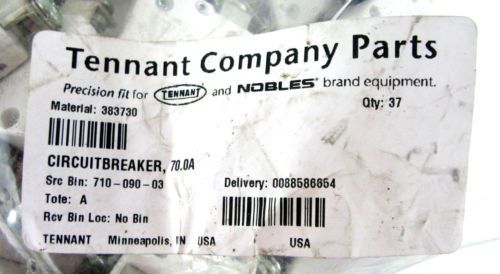 Tennant Company Parts
Precision fit for TENNANT and NOBLES® brand equipment.
Material: 383730
Qty: 37
CIRCUITBREAKER, 70.0A
Src Bin: 710-090-03
Delivery: 0088586654
Tote: A
Rcv Bin Loc: No Bin
TENNANT Minneapolis, IN USA USA